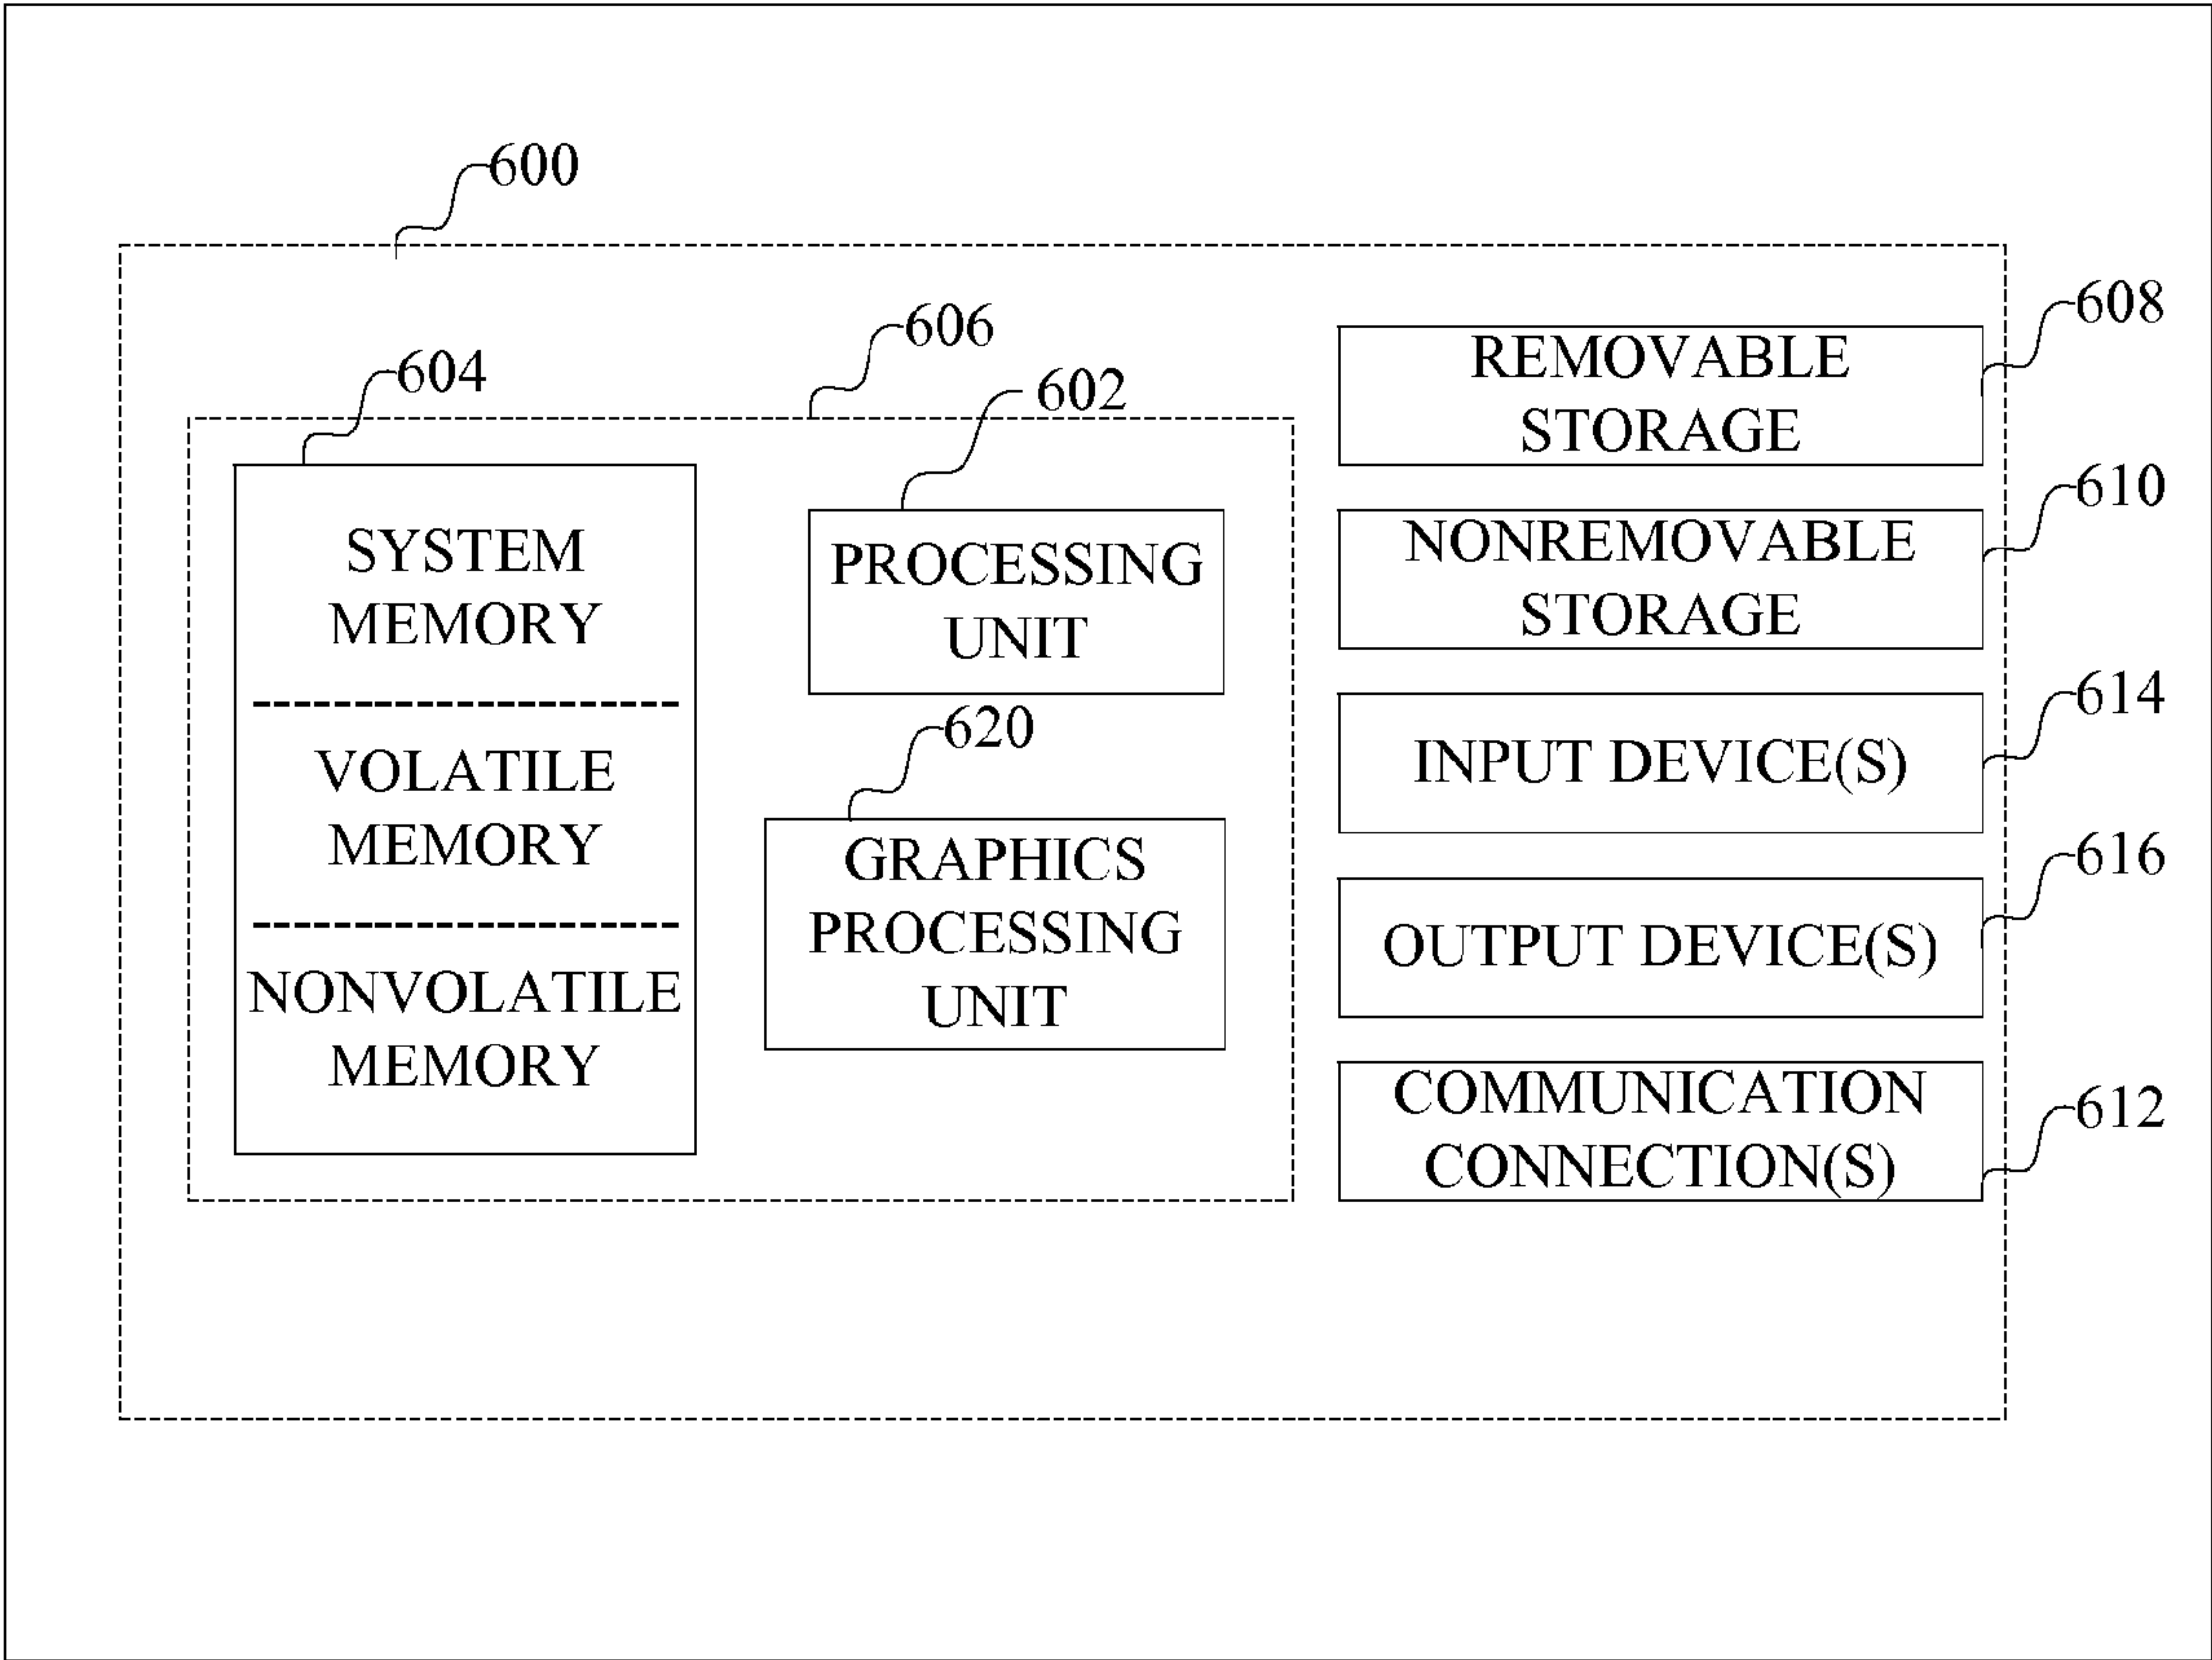 600
606
604
602
SYSTEM
MEMORY
VOLATILE
MEMORY
NONVOLATILE
MEMORY
PROCESSING
UNIT
620
GRAPHICS
PROCESSING
UNIT
608
REMOVABLE
STORAGE
610
NONREMOVABLE
STORAGE
614
INPUT DEVICE(S)
616
OUTPUT DEVICE(S)
612
COMMUNICATION
CONNECTION(S)